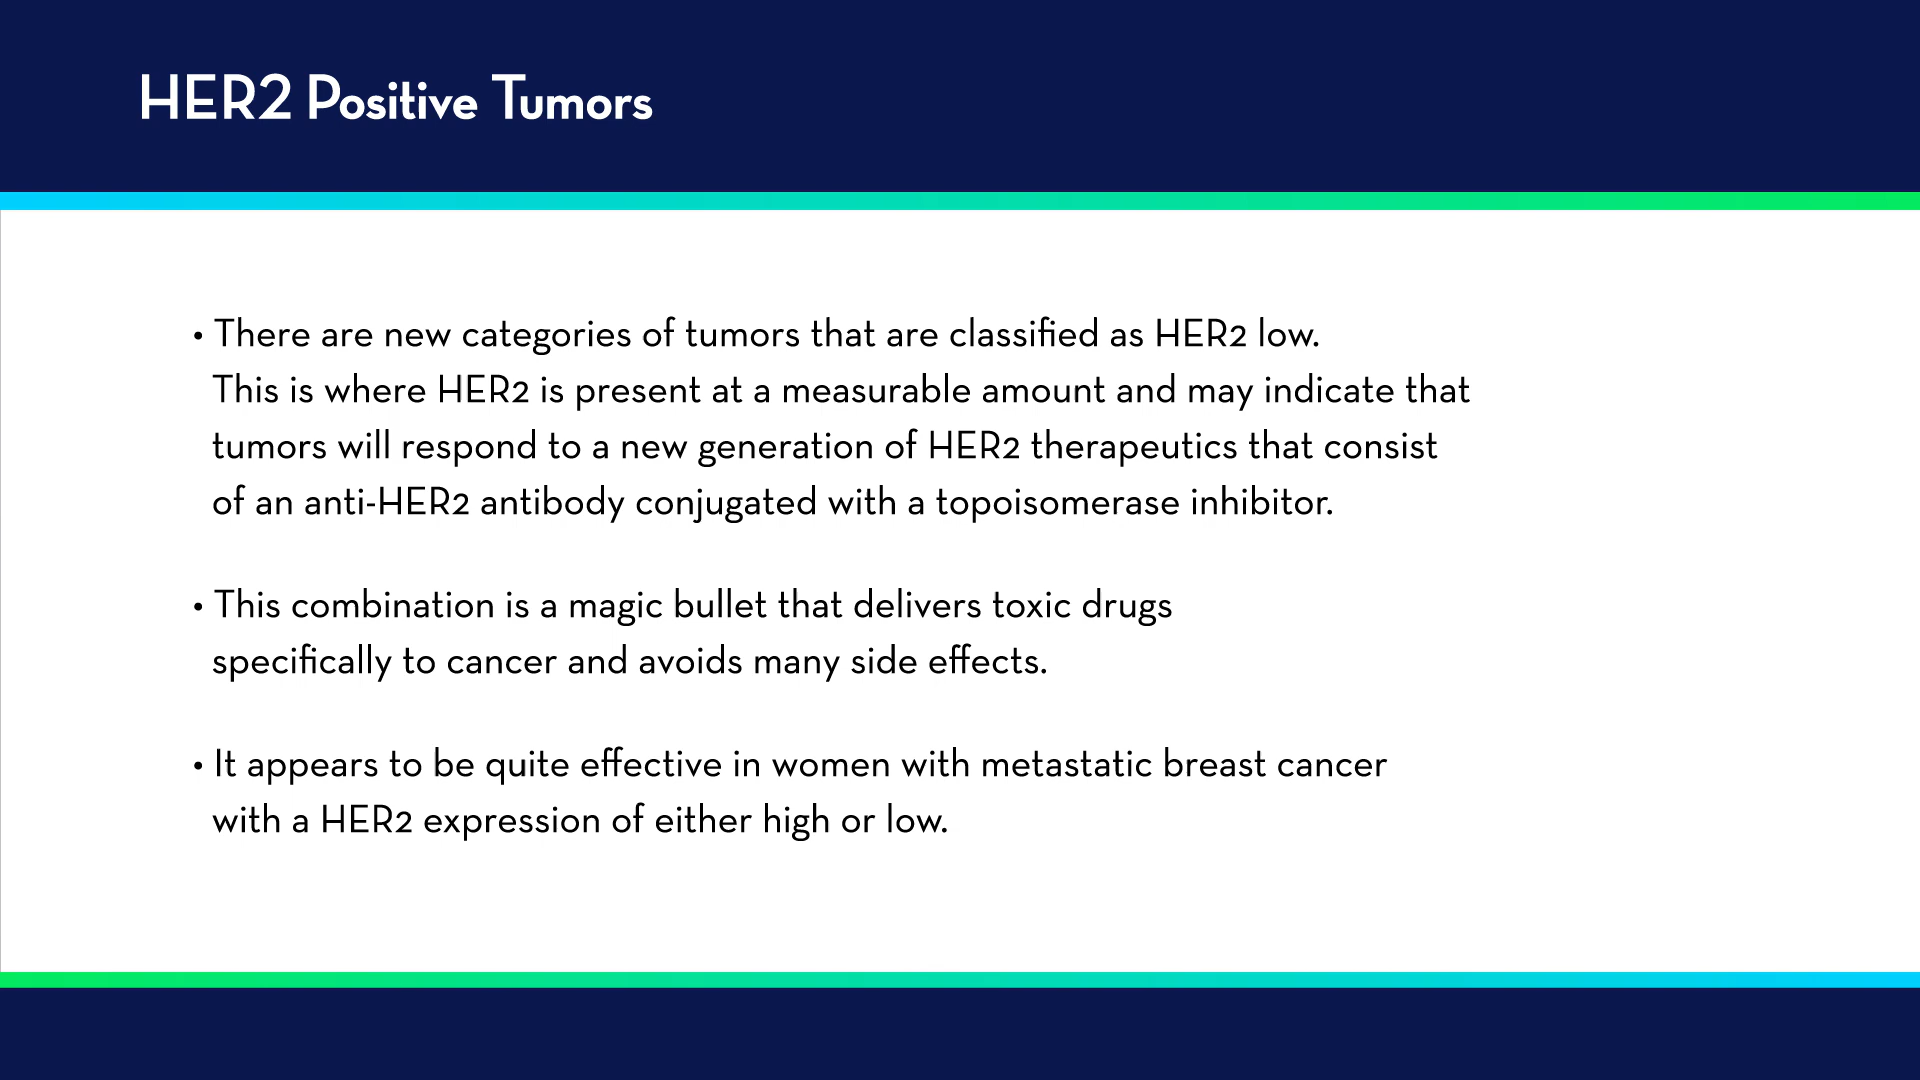 HER2 Positive Tumors
• There are new categories of tumors that are classified as HER2 low.
This is where HER2 is present at a measurable amount and may indicate that
tumors will respond to a new generation of HER2 therapeutics that consist
of an anti-HER2 antibody conjugated with a topoisomerase inhibitor.
• This combination is a magic bullet that delivers toxic drugs
specifically to cancer and avoids many side effects.
• It appears to be quite effective in women with metastatic breast cancer
with a HER2 expression of either high or low.